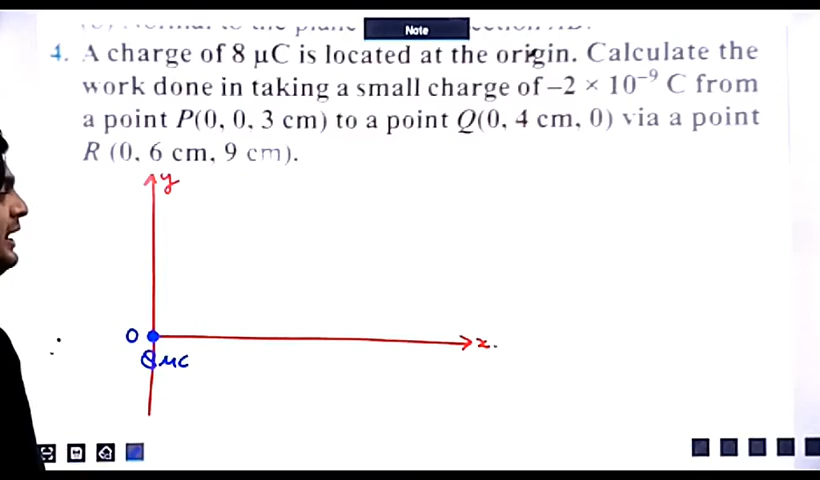 Note
4. A charge of 8 μC is located at the origin. Calculate the
work done in taking a small charge of –2 × 10⁻⁹ C from
a point P(0, 0, 3 cm) to a point Q(0, 4 cm, 0) via a point
R (0, 6 cm, 9 cm).
y
O
x.
8μC